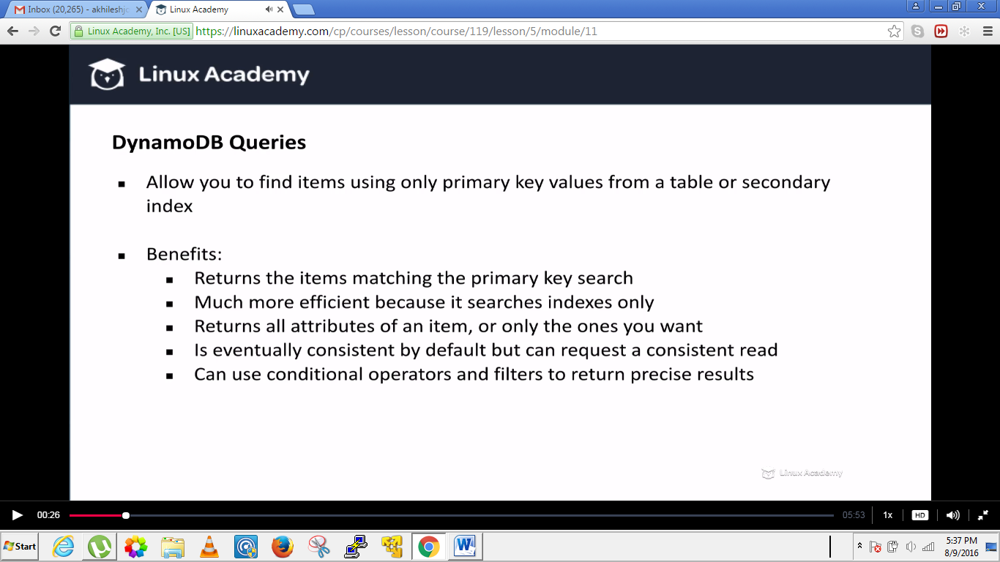 Inbox (20,265) - akhileshjc
Linux Academy
Linux Academy, Inc. [US]
https://linuxacademy.com/cp/courses/lesson/course/119/lesson/5/module/11
Linux Academy
DynamoDB Queries
Allow you to find items using only primary key values from a table or secondary
index
Benefits:
Returns the items matching the primary key search
Much more efficient because it searches indexes only
Returns all attributes of an item, or only the ones you want
Is eventually consistent by default but can request a consistent read
Can use conditional operators and filters to return precise results
Linux Academy
00:26
05:53
1x
HD
Start
5:37 PM
8/9/2016